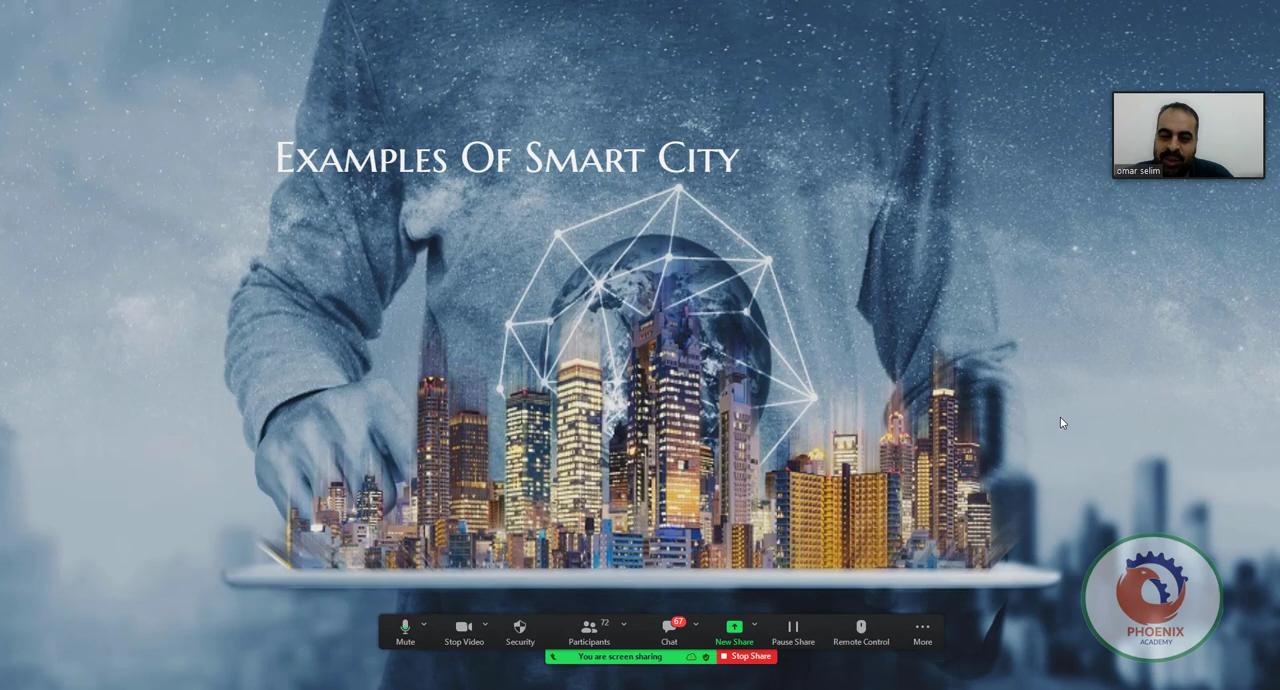 Examples Of Smart City
omar selim
72
67
Mute
Stop Video
Security
Participants
Chat
New Share
Pause Share
Remote Control
More
You are screen sharing
Stop Share
PHOENIX
ACADEMY